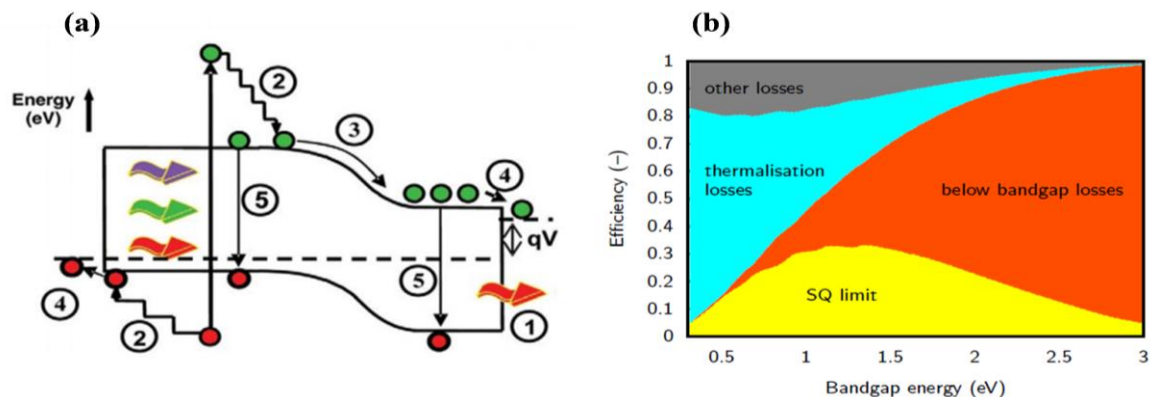 (a)
Energy
(eV)
2
3
4
5
qV
5
4
2
1
(b)
1
0.9
0.8
0.7
0.6
0.5
0.4
0.3
0.2
0.1
0
Efficiency (–)
other losses
thermalisation
losses
below bandgap losses
SQ limit
0.5
1
1.5
2
2.5
3
Bandgap energy (eV)